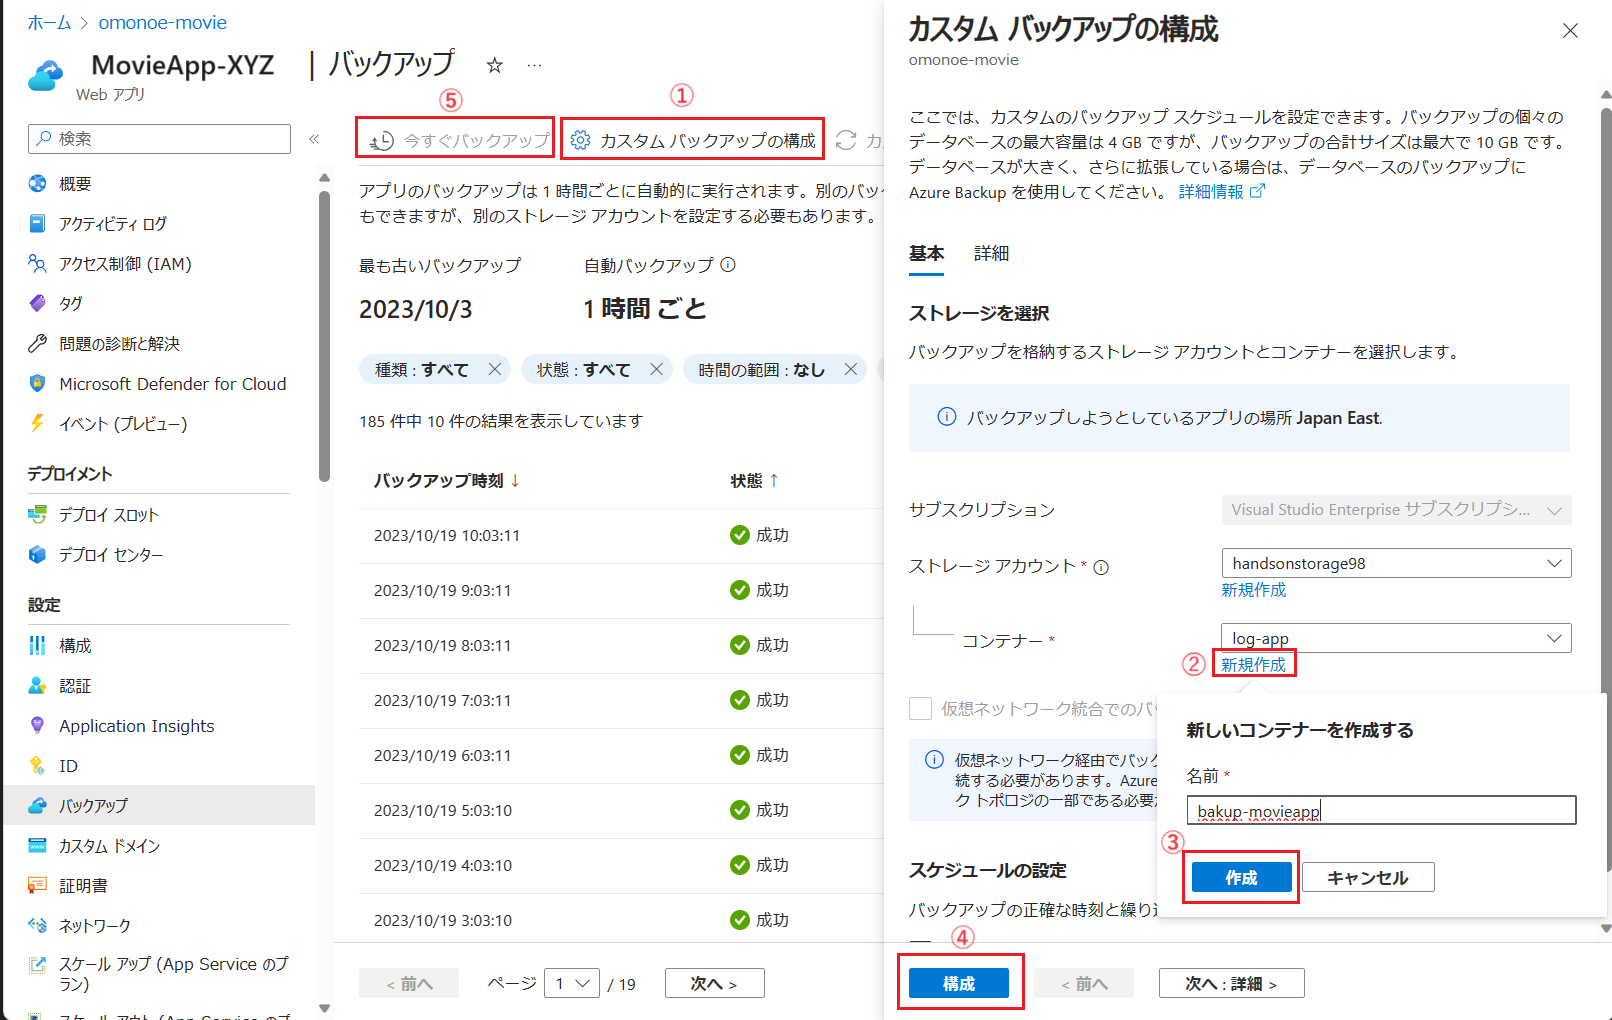 ホーム > omonoe-movie
MovieApp-XYZ | バックアップ ☆ …
Web アプリ
検索 «
概要
アクティビティ ログ
アクセス制御 (IAM)
タグ
問題の診断と解決
Microsoft Defender for Cloud
イベント (プレビュー)
デプロイメント
デプロイ スロット
デプロイ センター
設定
構成
認証
Application Insights
ID
バックアップ
カスタム ドメイン
証明書
ネットワーク
スケール アップ (App Service のプ
ラン)
スケール アウト (App Service のプ
⑤
①
今すぐバックアップ
カスタム バックアップの構成
アプリのバックアップは 1 時間ごとに自動的に実行されます。別のバッ
もできますが、別のストレージ アカウントを設定する必要もあります。
最も古いバックアップ
2023/10/3
自動バックアップ
1 時間 ごと
種類 : すべて ×
状態 : すべて ×
時間の範囲 : なし ×
185 件中 10 件の結果を表示しています
バックアップ時刻 ↓ 状態 ↑
2023/10/19 10:03:11 成功
2023/10/19 9:03:11 成功
2023/10/19 8:03:11 成功
2023/10/19 7:03:11 成功
2023/10/19 6:03:11 成功
2023/10/19 5:03:10 成功
2023/10/19 4:03:10 成功
2023/10/19 3:03:10 成功
< 前へ ページ 1 / 19 次へ >
カスタム バックアップの構成
omonoe-movie
ここでは、カスタムのバックアップ スケジュールを設定できます。バックアップの個々の
データベースの最大容量は 4 GB ですが、バックアップの合計サイズは最大で 10 GB です。
データベースが大きく、さらに拡張している場合は、データベースのバックアップに
Azure Backup を使用してください。 詳細情報
基本 詳細
ストレージを選択
バックアップを格納するストレージ アカウントとコンテナーを選択します。
バックアップしようとしているアプリの場所 Japan East.
サブスクリプション Visual Studio Enterprise サブスクリプシ...
ストレージ アカウント * handsonstorage98
新規作成
コンテナー * log-app
② 新規作成
仮想ネットワーク統合でのバッ
仮想ネットワーク経由でバック
続する必要があります。Azure
ク トポロジの一部である必要が
新しいコンテナーを作成する
名前 *
bakup-movieapp
③
作成 キャンセル
スケジュールの設定
バックアップの正確な時刻と繰り返
④
構成 < 前へ 次へ : 詳細 >